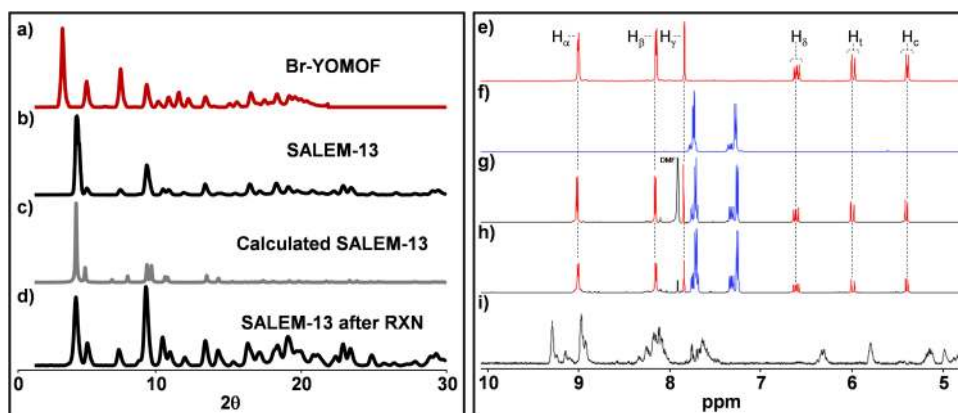 a)
Br-YOMOF
b)
SALEM-13
c)
Calculated SALEM-13
d)
SALEM-13 after RXN
0 10 20 30
2θ
e)
Hα Hβ Hγ Hδ Ht Hc
f)
g)
DMF
h)
i)
10 9 8 7 6 5
ppm